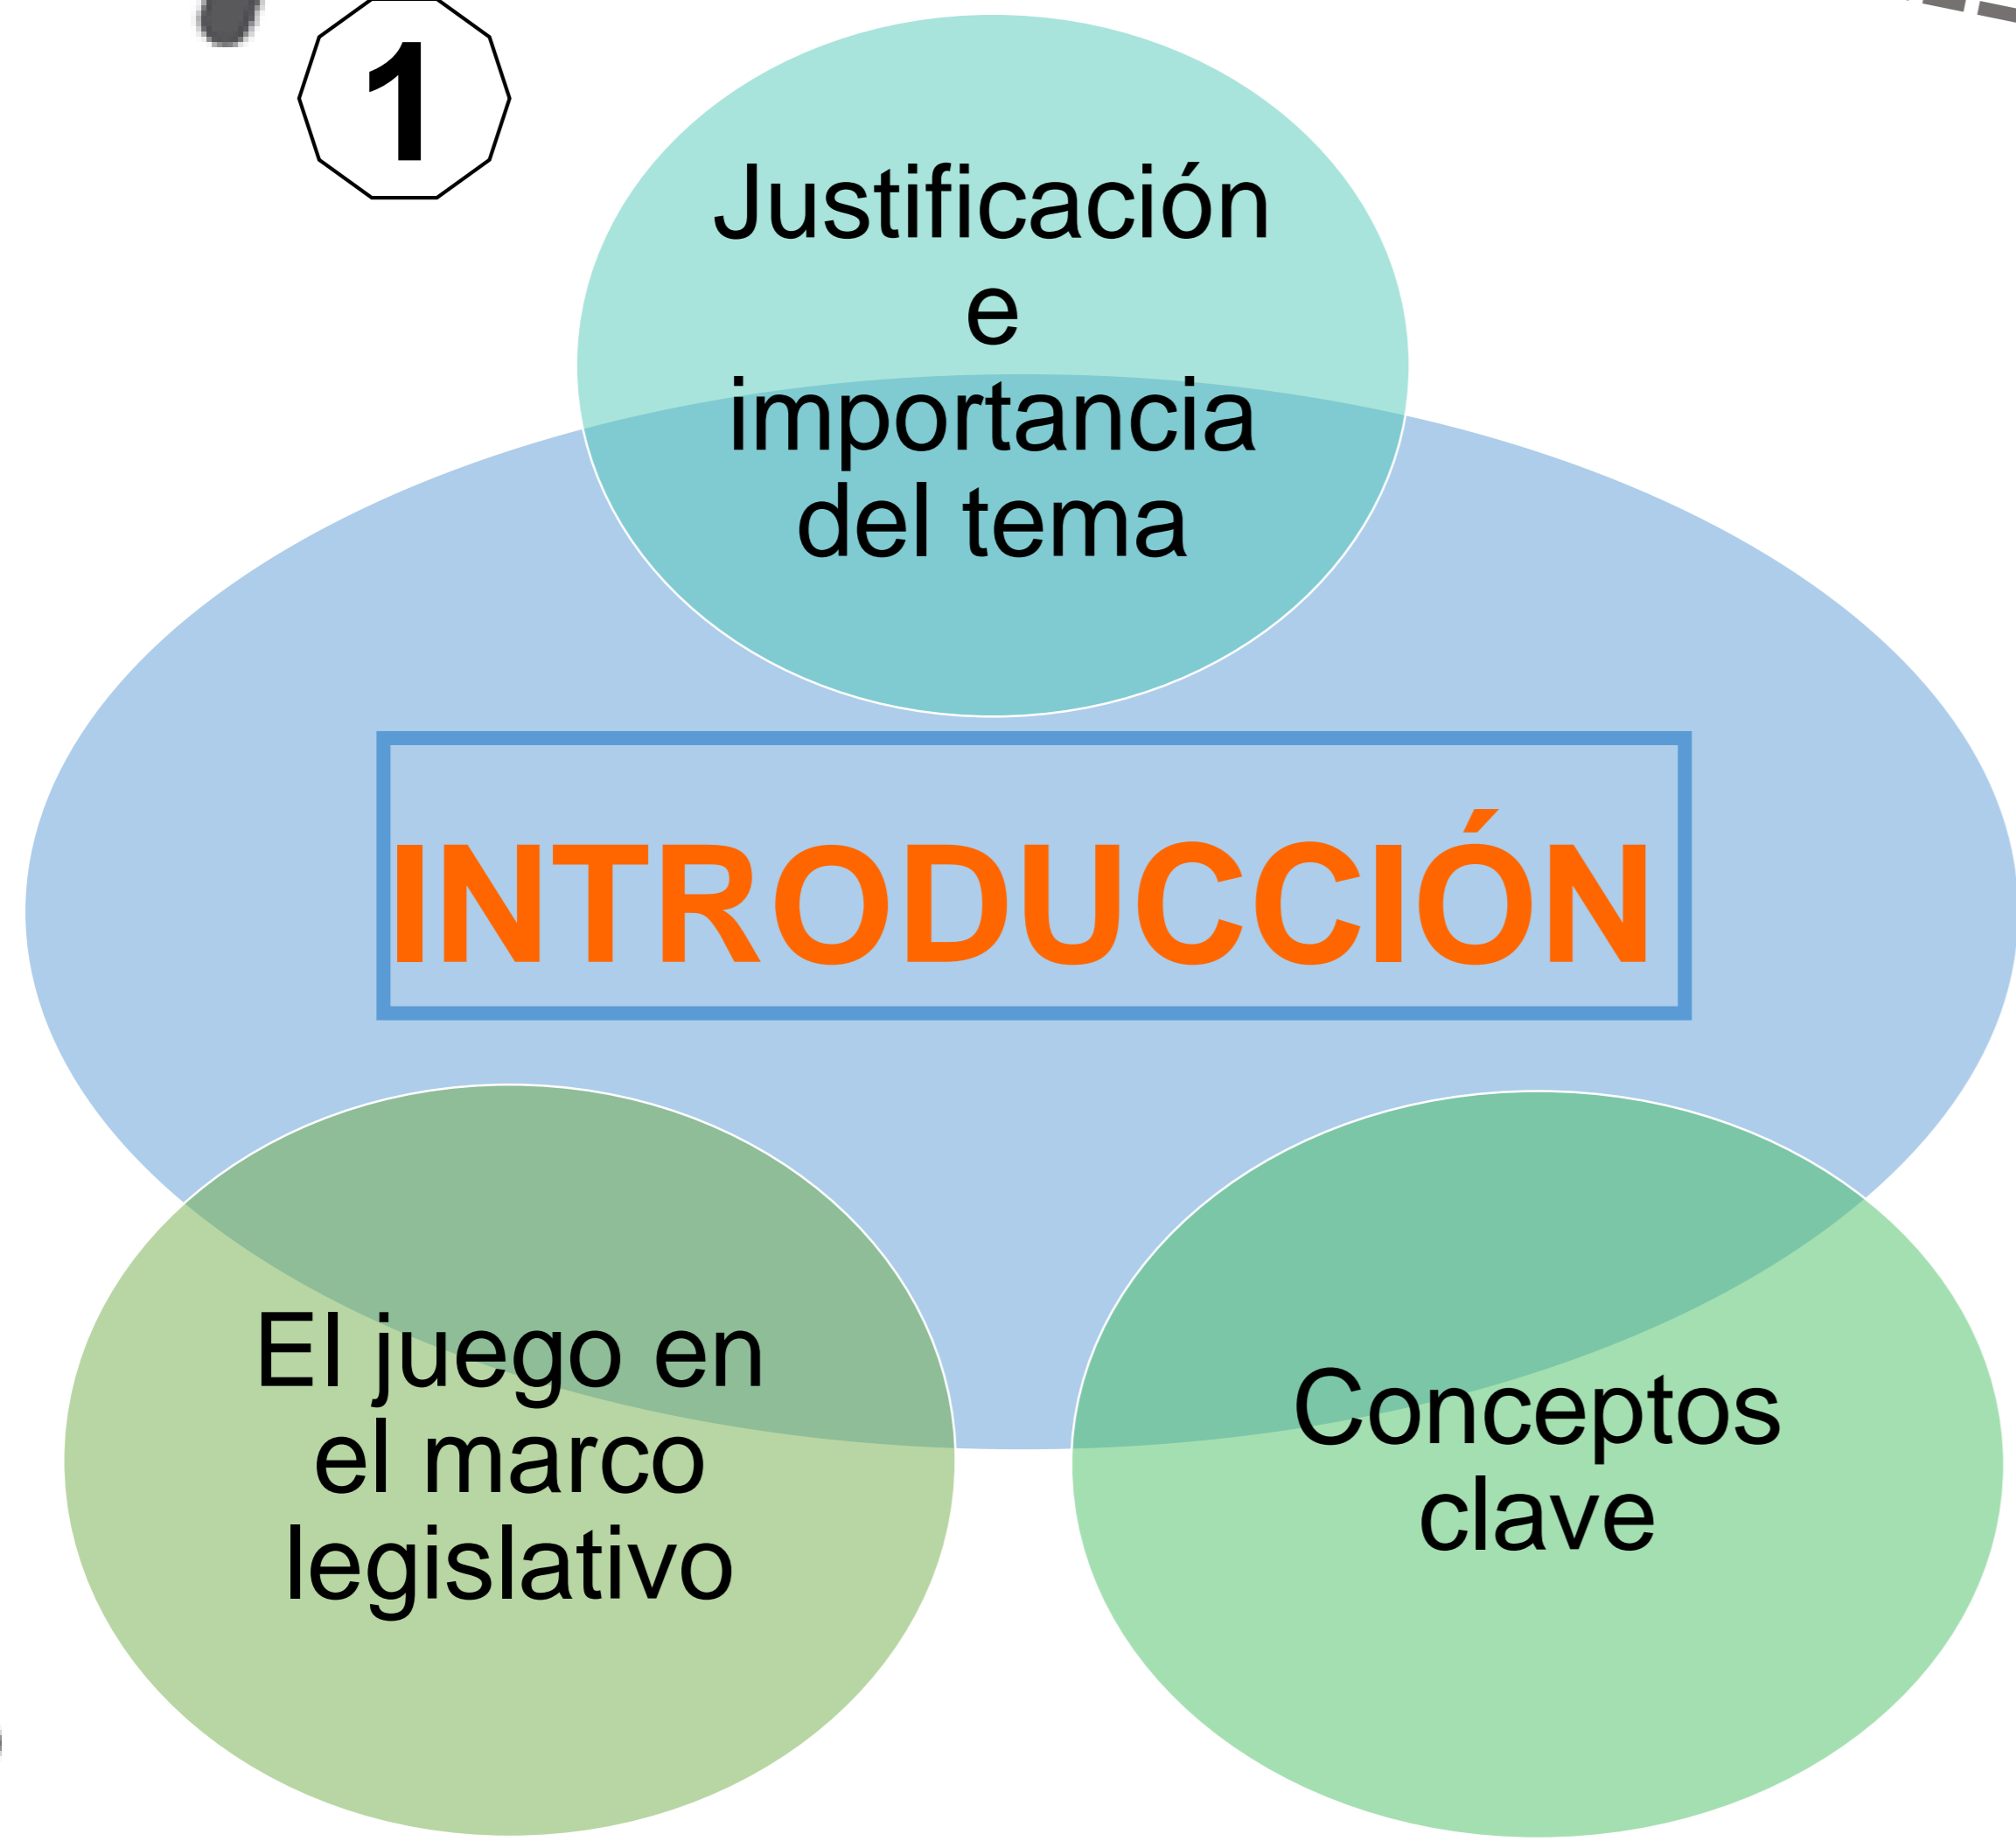 1
Justificación
e
importancia
del tema
INTRODUCCIÓN
El juego en
el marco
legislativo
Conceptos
clave